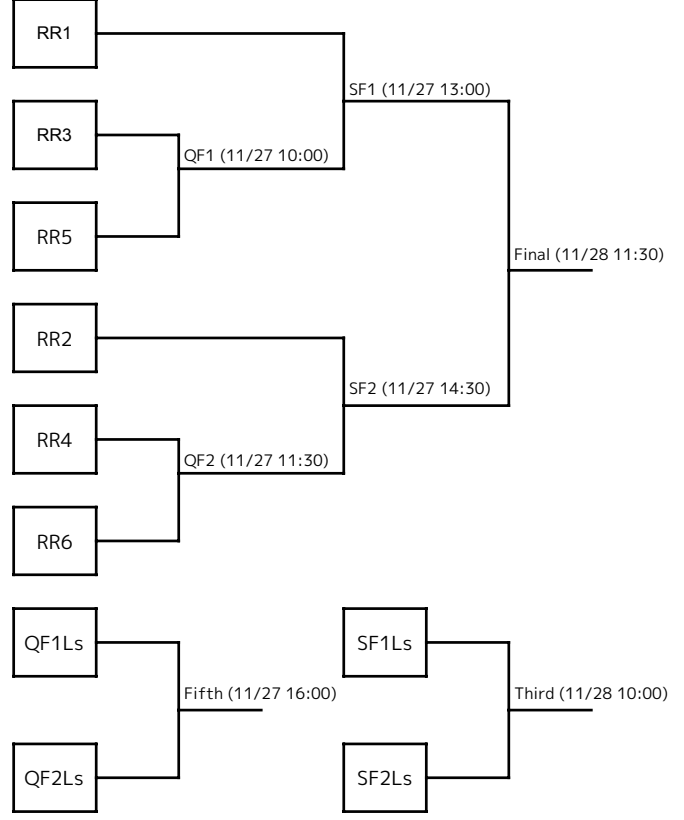 RR1
SF1 (11/27 13:00)
RR3
QF1 (11/27 10:00)
RR5
Final (11/28 11:30)
RR2
SF2 (11/27 14:30)
RR4
QF2 (11/27 11:30)
RR6
QF1Ls
SF1Ls
Fifth (11/27 16:00)
Third (11/28 10:00)
QF2Ls
SF2Ls